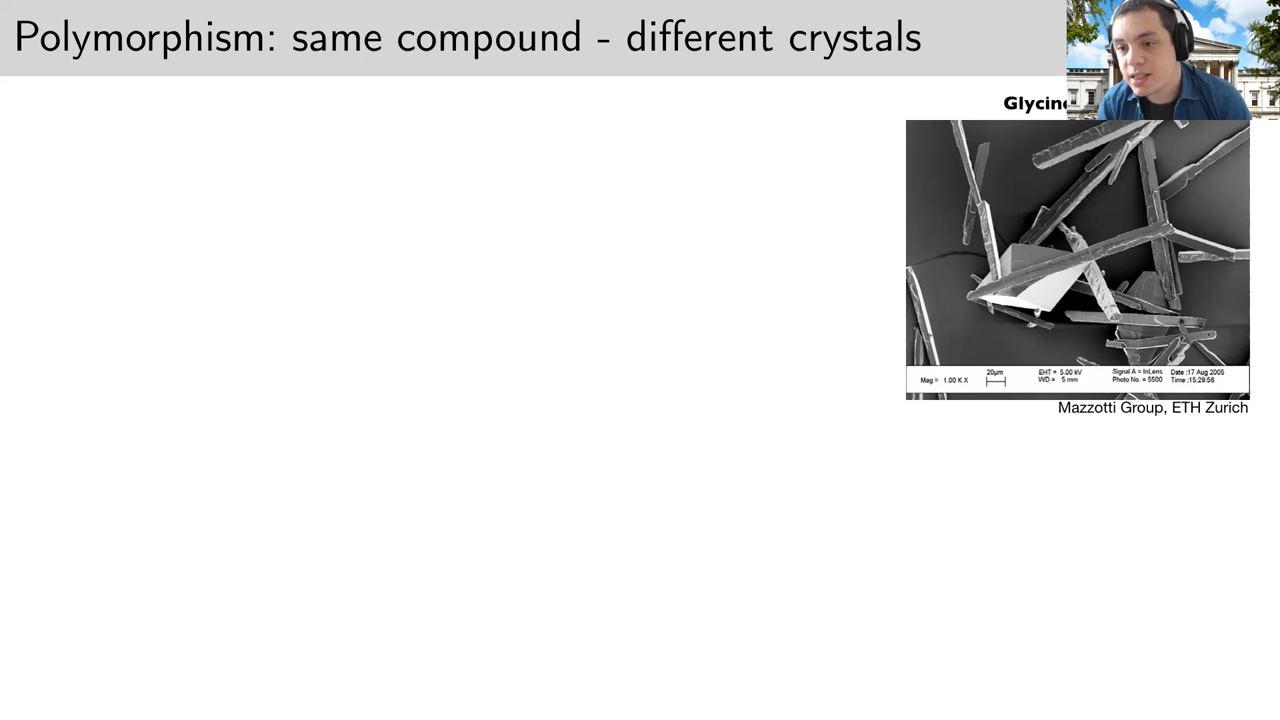 Polymorphism: same compound - different crystals
Mag = 1.00 K X 20µm EHT = 5.00 kV Signal A = InLens Date :17 Aug 2005
WD = 5 mm Photo No. = 5500 Time :15:29:56
Mazzotti Group, ETH Zurich